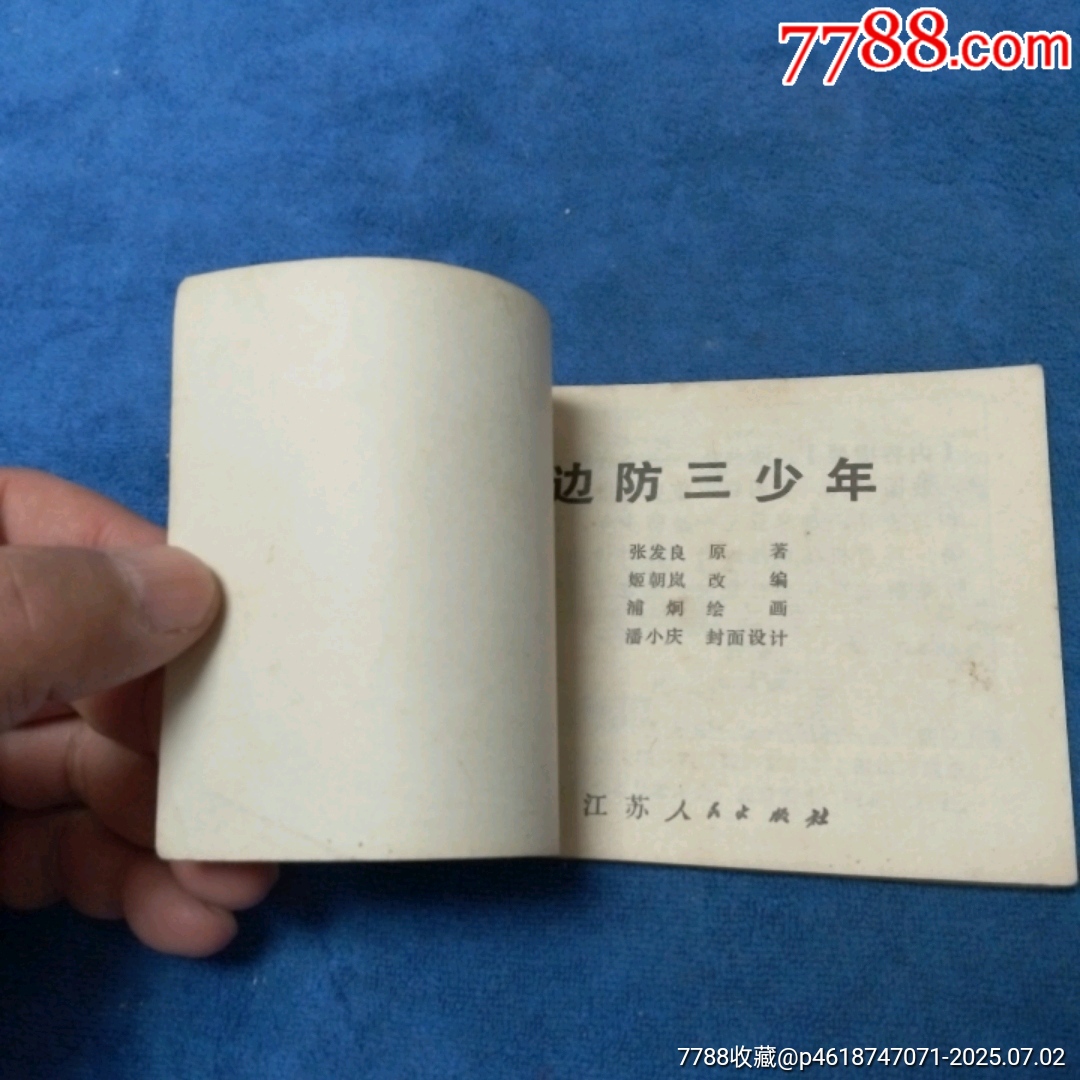 7788.com
边防三少年
张发良 原 著
姬朝岚 改 编
浦 炯 绘 画
潘小庆 封面设计
江苏人民出版社
7788收藏@p4618747071-2025.07.02